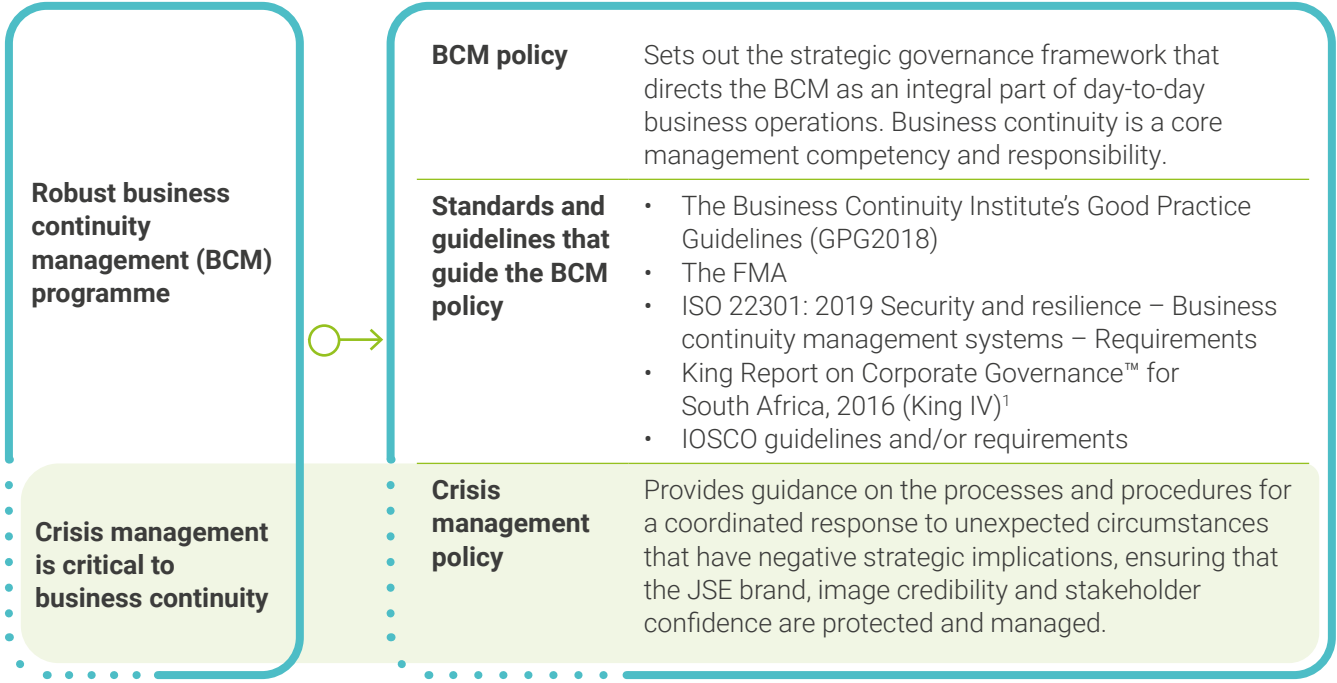 Robust business
continuity
management (BCM)
programme
Crisis management
is critical to
business continuity
BCM policy
Sets out the strategic governance framework that
directs the BCM as an integral part of day-to-day
business operations. Business continuity is a core
management competency and responsibility.
Standards and
guidelines that
guide the BCM
policy
• The Business Continuity Institute’s Good Practice
Guidelines (GPG2018)
• The FMA
• ISO 22301: 2019 Security and resilience – Business
continuity management systems – Requirements
• King Report on Corporate Governance™ for
South Africa, 2016 (King IV)¹
• IOSCO guidelines and/or requirements
Crisis
management
policy
Provides guidance on the processes and procedures for
a coordinated response to unexpected circumstances
that have negative strategic implications, ensuring that
the JSE brand, image credibility and stakeholder
confidence are protected and managed.